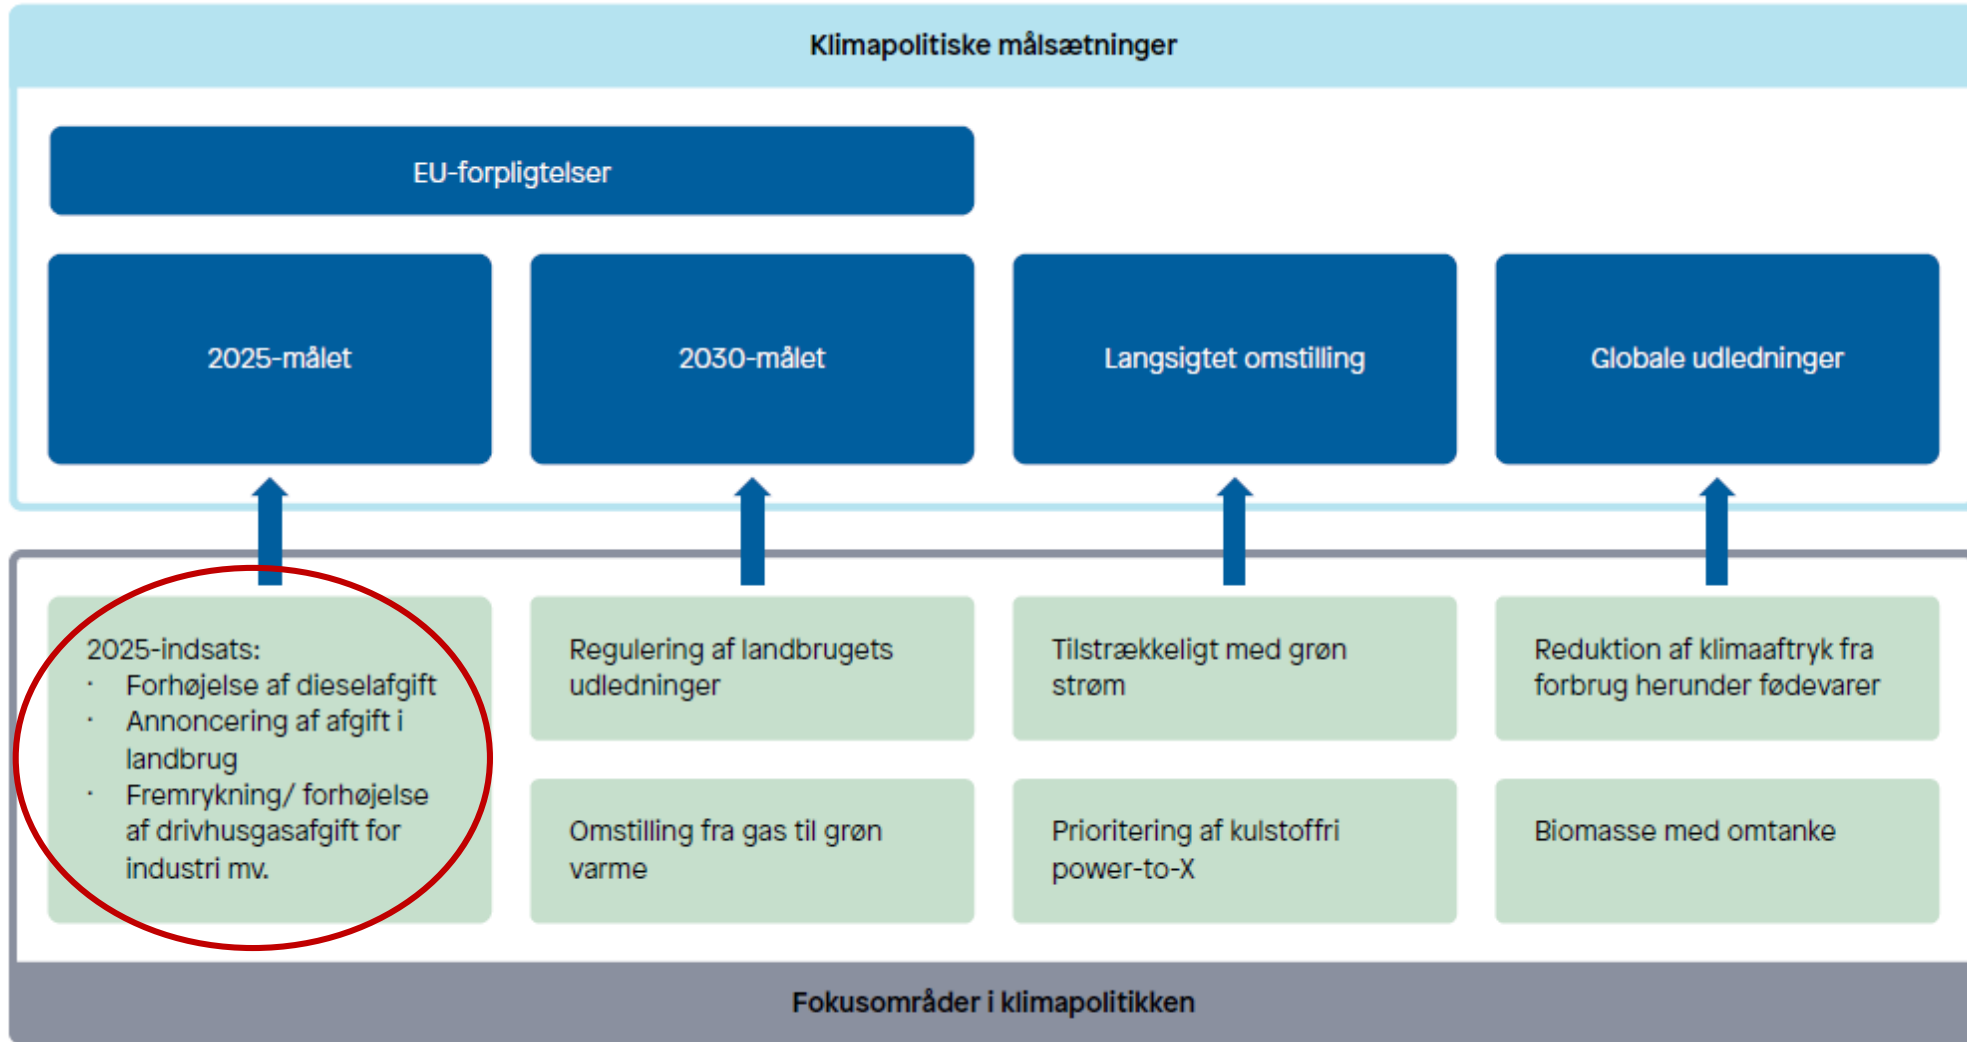 Klimapolitiske målsætninger
EU-forpligtelser
2025-målet
2030-målet
Langsigtet omstilling
Globale udledninger
2025-indsats:
· Forhøjelse af dieselafgift
· Annoncering af afgift i
landbrug
· Fremrykning/ forhøjelse
af drivhusgasafgift for
industri mv.
Regulering af landbrugets
udledninger
Omstilling fra gas til grøn
varme
Tilstrækkeligt med grøn
strøm
Prioritering af kulstoffri
power-to-X
Reduktion af klimaaftryk fra
forbrug herunder fødevarer
Biomasse med omtanke
Fokusområder i klimapolitikken